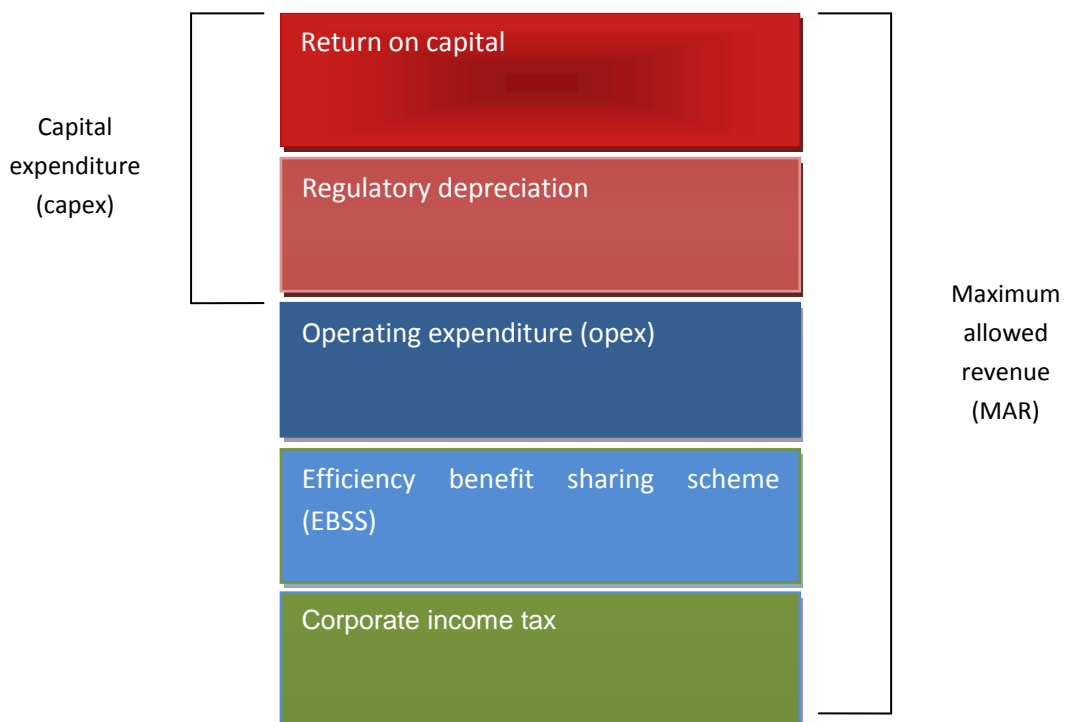 Return on capital
Capital
expenditure
(capex)
Regulatory depreciation
Operating expenditure (opex)
Maximum
allowed
revenue
(MAR)
Efficiency benefit sharing scheme
(EBSS)
Corporate income tax